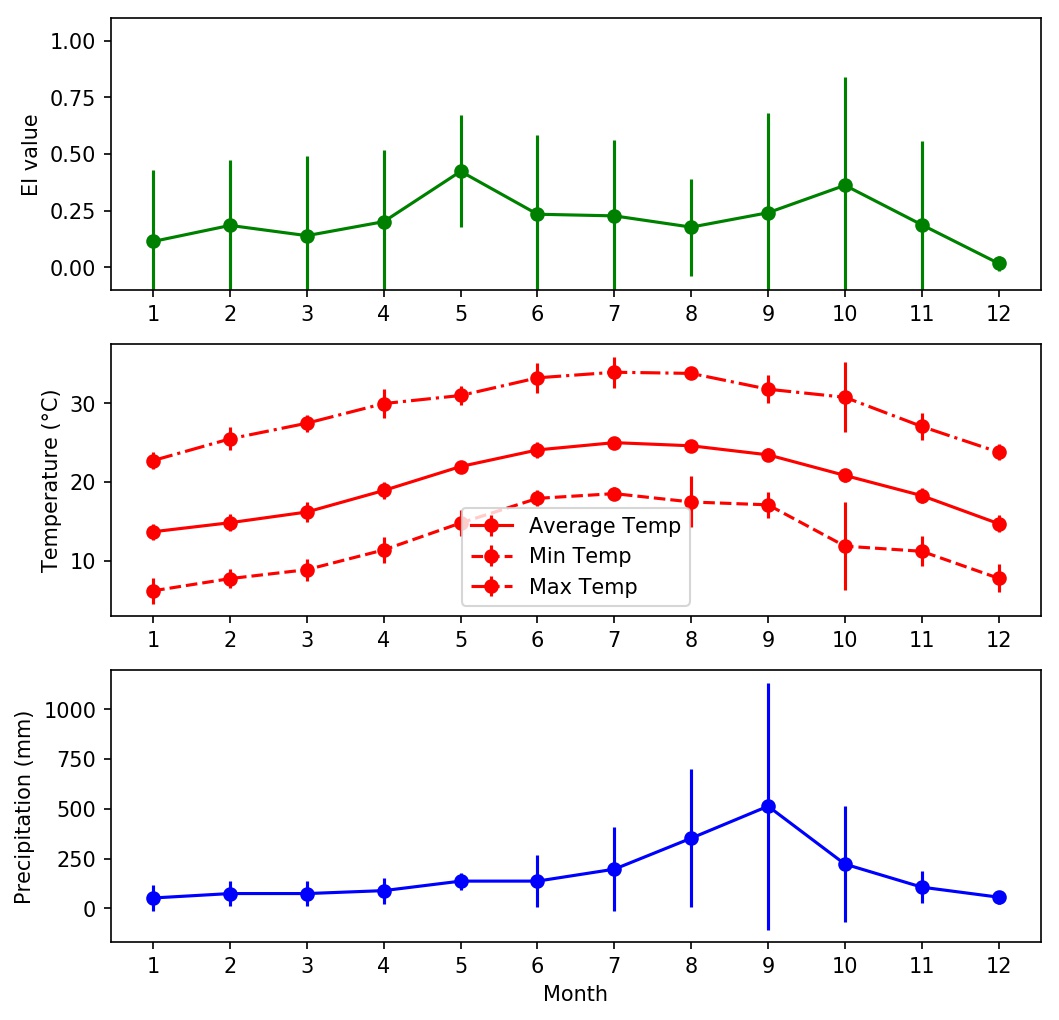 EI value
1.00
0.75
0.50
0.25
0.00
1 2 3 4 5 6 7 8 9 10 11 12
Temperature (°C)
30
20
10
Average Temp
Min Temp
Max Temp
1 2 3 4 5 6 7 8 9 10 11 12
Precipitation (mm)
1000
750
500
250
0
1 2 3 4 5 6 7 8 9 10 11 12
Month